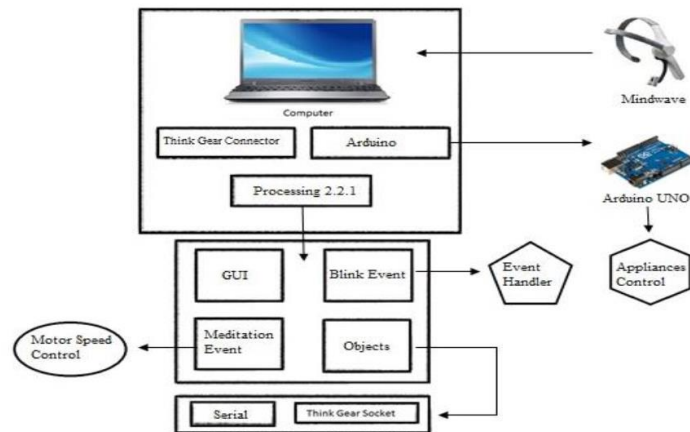 Computer
Mindwave
Think Gear Connector
Arduino
Processing 2.2.1
Arduino UNO
GUI
Blink Event
Event
Handler
Appliances
Control
Motor Speed
Control
Meditation
Event
Objects
Serial
Think Gear Socket